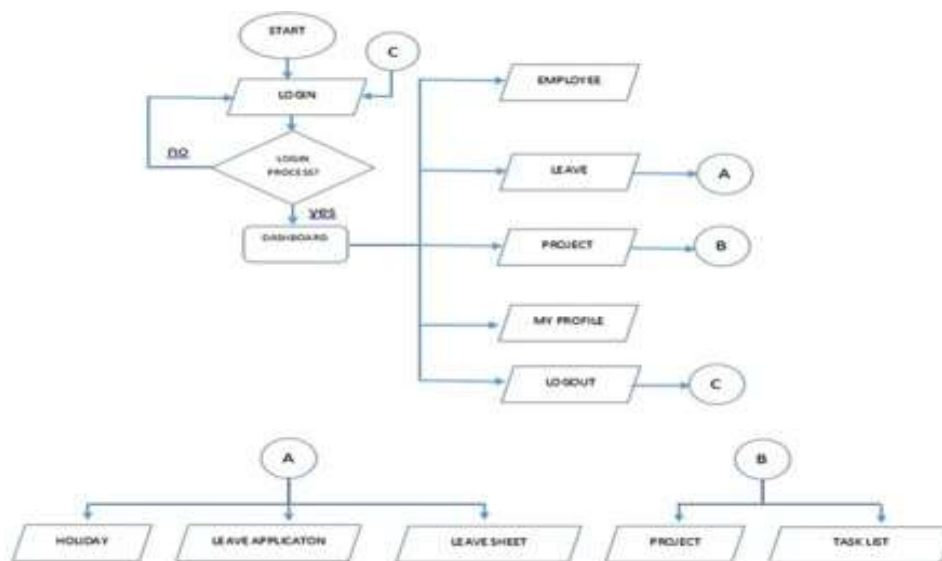 START
C
LOGIN
EMPLOYEE
no
LOGIN
PROCESS?
LEAVE
A
yes
DASHBOARD
PROJECT
B
MY PROFILE
LOGOUT
C
A
B
HOLIDAY
LEAVE APPLICATON
LEAVE SHEET
PROJECT
TASK LIST